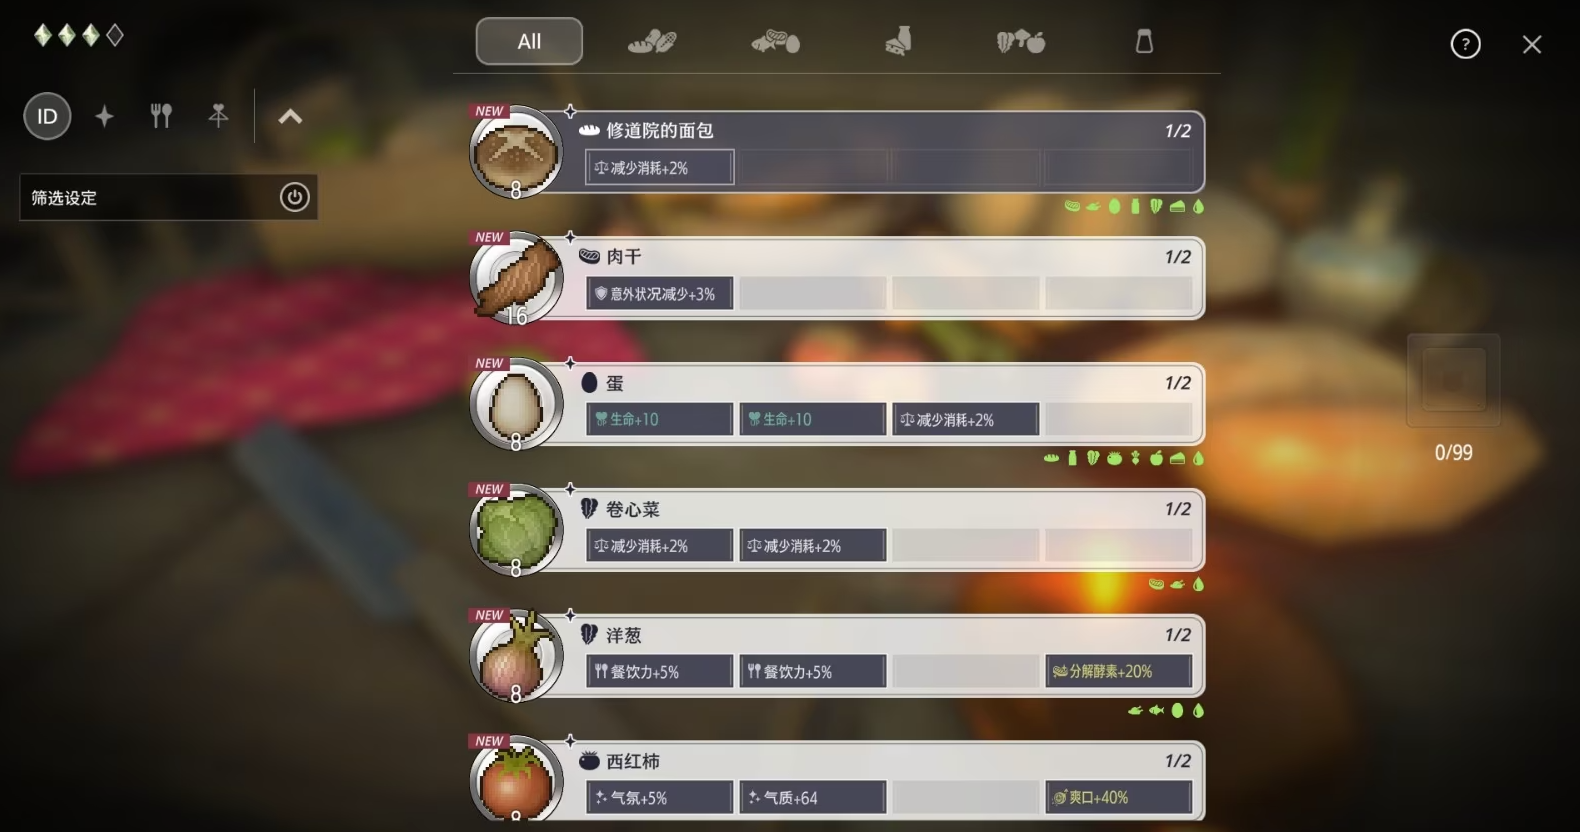 All
?
ID
筛选设定
NEW
修道院的面包
1/2
减少消耗+2%
8
NEW
肉干
1/2
意外状况减少+3%
16
NEW
蛋
1/2
生命+10
生命+10
减少消耗+2%
8
0/99
NEW
卷心菜
1/2
减少消耗+2%
减少消耗+2%
8
NEW
洋葱
1/2
餐饮力+5%
餐饮力+5%
分解酵素+20%
8
NEW
西红柿
1/2
气氛+5%
气质+64
爽口+40%